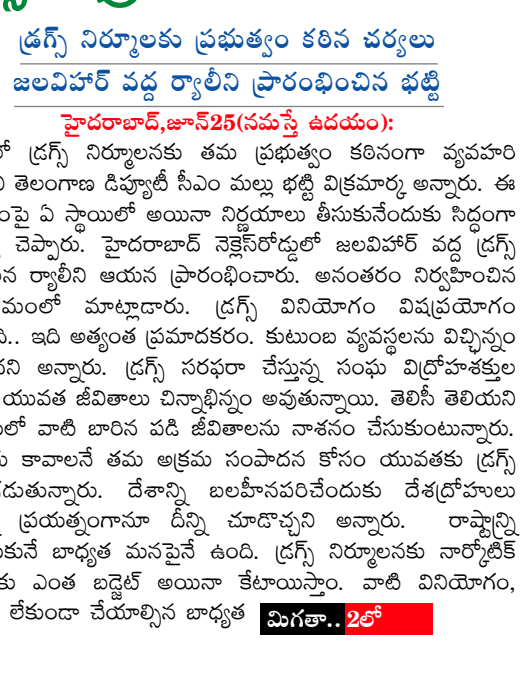 డ్రగ్స్ నిర్మూలకు ప్రభుత్వం కఠిన చర్యలు
జలవిహార్ వద్ద ర్యాలీని ప్రారంభించిన భట్టి
హైదరాబాద్,జూన్25(నమస్తే ఉదయం):
లో డ్రగ్స్ నిర్మూలనకు తమ ప్రభుత్వం కఠినంగా వ్యవహరి
తెలంగాణ డిప్యూటీ సీఎం మల్లు భట్టి విక్రమార్క అన్నారు. ఈ
ంపై ఏ స్థాయిలో అయినా నిర్ణయాలు తీసుకునేందుకు సిద్ధంగా
చెప్పారు. హైదరాబాద్ నెక్లెస్‌రోడ్డులో జలవిహార్ వద్ద డ్రగ్స్
న ర్యాలీని ఆయన ప్రారంభించారు. అనంతరం నిర్వహించిన
మంలో మాట్లాడారు. డ్రగ్స్ వినియోగం విషప్రయోగం
ది.. ఇది అత్యంత ప్రమాదకరం. కుటుంబ వ్యవస్థలను విచ్ఛిన్నం
దని అన్నారు. డ్రగ్స్ సరఫరా చేస్తున్న సంఘ విద్రోహశక్తుల
యువత జీవితాలు చిన్నాభిన్నం అవుతున్నాయి. తెలిసీ తెలియని
లో వాటి బారిన పడి జీవితాలను నాశనం చేసుకుంటున్నారు.
కావాలనే తమ అక్రమ సంపాదన కోసం యువతకు డ్రగ్స్
డుతున్నారు. దేశాన్ని బలహీనపరిచేందుకు దేశద్రోహులు
ప్రయత్నంగానూ దీన్ని చూడొచ్చని అన్నారు. రాష్ట్రాన్ని
కునే బాధ్యత మనపైనే ఉంది. డ్రగ్స్ నిర్మూలనకు నార్కోటిక్
కు ఎంత బడ్జెట్ అయినా కేటాయిస్తాం. వాటి వినియోగం,
లేకుండా చేయాల్సిన బాధ్యత మిగతా.. 2లో